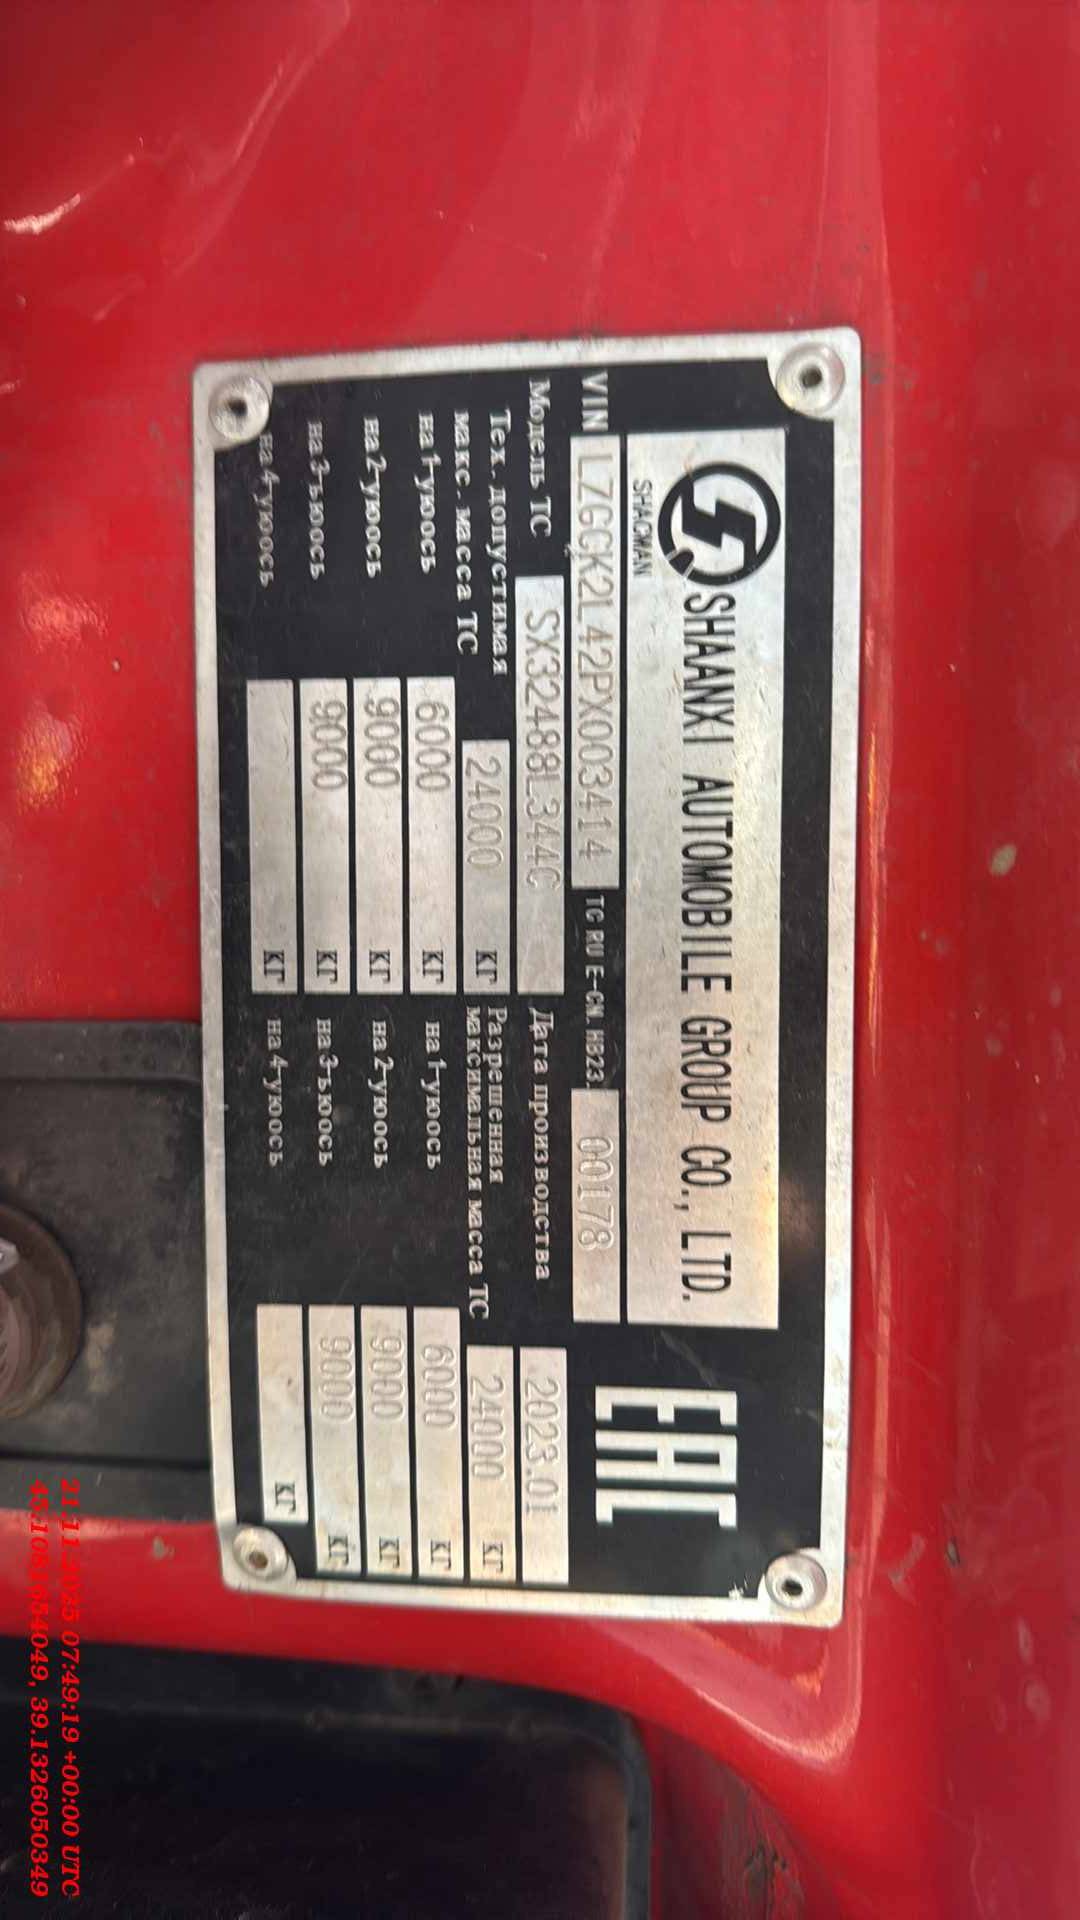 SHACMAN
SHAANXI AUTOMOBILE GROUP CO., LTD.
EAC
VIN LZGCK2L42PX003414 TC RU E-CN.HB23. 00178
Модель ТС SX32488L344C Дата производства 2023.01
Тех. допустимая
макс. масса ТС 24000 кг
Разрешенная
максимальная масса ТС 24000 кг
на 1-ую ось 6000 кг на 1-ую ось 6000 кг
на 2-ую ось 9000 кг на 2-ую ось 9000 кг
на 3-ью ось 9000 кг на 3-ью ось 9000 кг
на 4-ую ось кг на 4-ую ось кг
21.11.2025 07:49:19 +00:00 UTC
45.1081654049, 39.1326050349